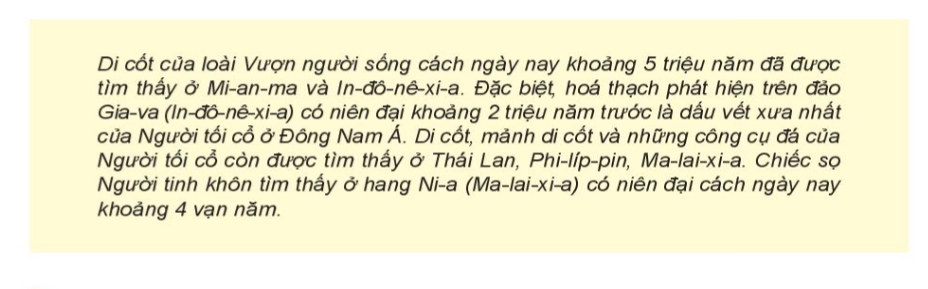 Di cốt của loài Vượn người sống cách ngày nay khoảng 5 triệu năm đã được
tìm thấy ở Mi-an-ma và In-đô-nê-xi-a. Đặc biệt, hoá thạch phát hiện trên đảo
Gia-va (In-đô-nê-xi-a) có niên đại khoảng 2 triệu năm trước là dấu vết xưa nhất
của Người tối cổ ở Đông Nam Á. Di cốt, mảnh di cốt và những công cụ đá của
Người tối cổ còn được tìm thấy ở Thái Lan, Phi-líp-pin, Ma-lai-xi-a. Chiếc sọ
Người tinh khôn tìm thấy ở hang Ni-a (Ma-lai-xi-a) có niên đại cách ngày nay
khoảng 4 vạn năm.